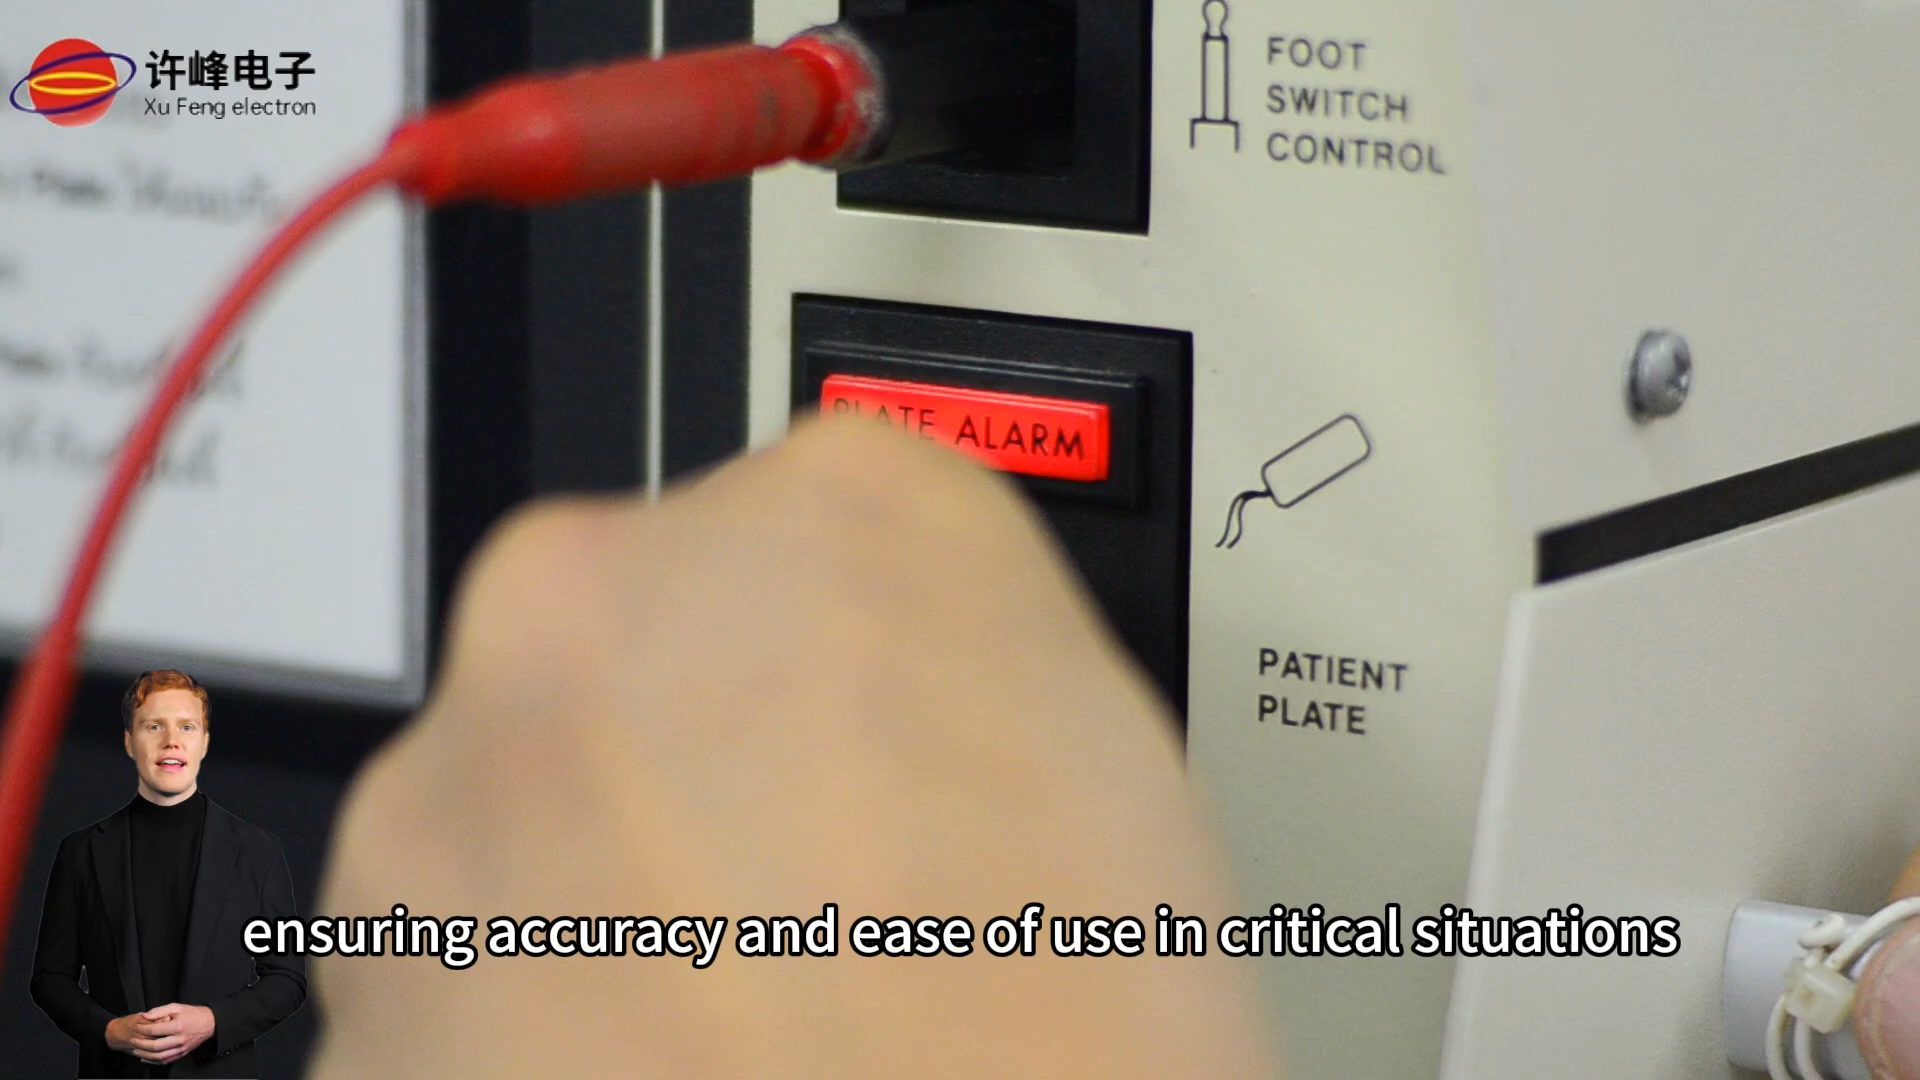 许峰电子
Xu Feng electron
FOOT
SWITCH
CONTROL
PLATE ALARM
PATIENT
PLATE
ensuring accuracy and ease of use in critical situations